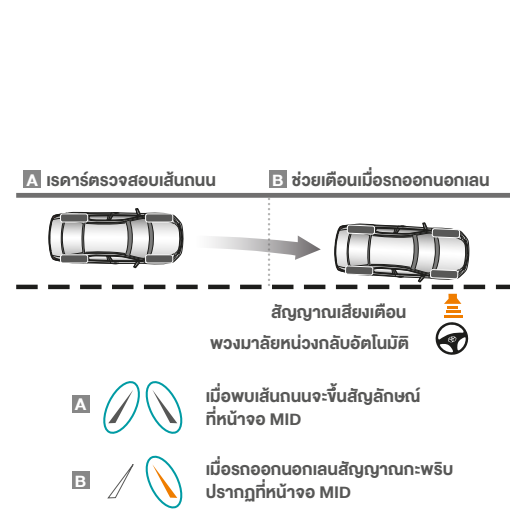 A เรดาร์ตรวจสอบเส้นถนน
B ช่วยเตือนเมื่อรถออกนอกเลน
สัญญาณเสียงเตือน
พวงมาลัยหน่วงกลับอัตโนมัติ
A
เมื่อพบเส้นถนนจะขึ้นสัญลักษณ์
ที่หน้าจอ MID
B
เมื่อรถออกนอกเลนสัญญาณกะพริบ
ปรากฏที่หน้าจอ MID